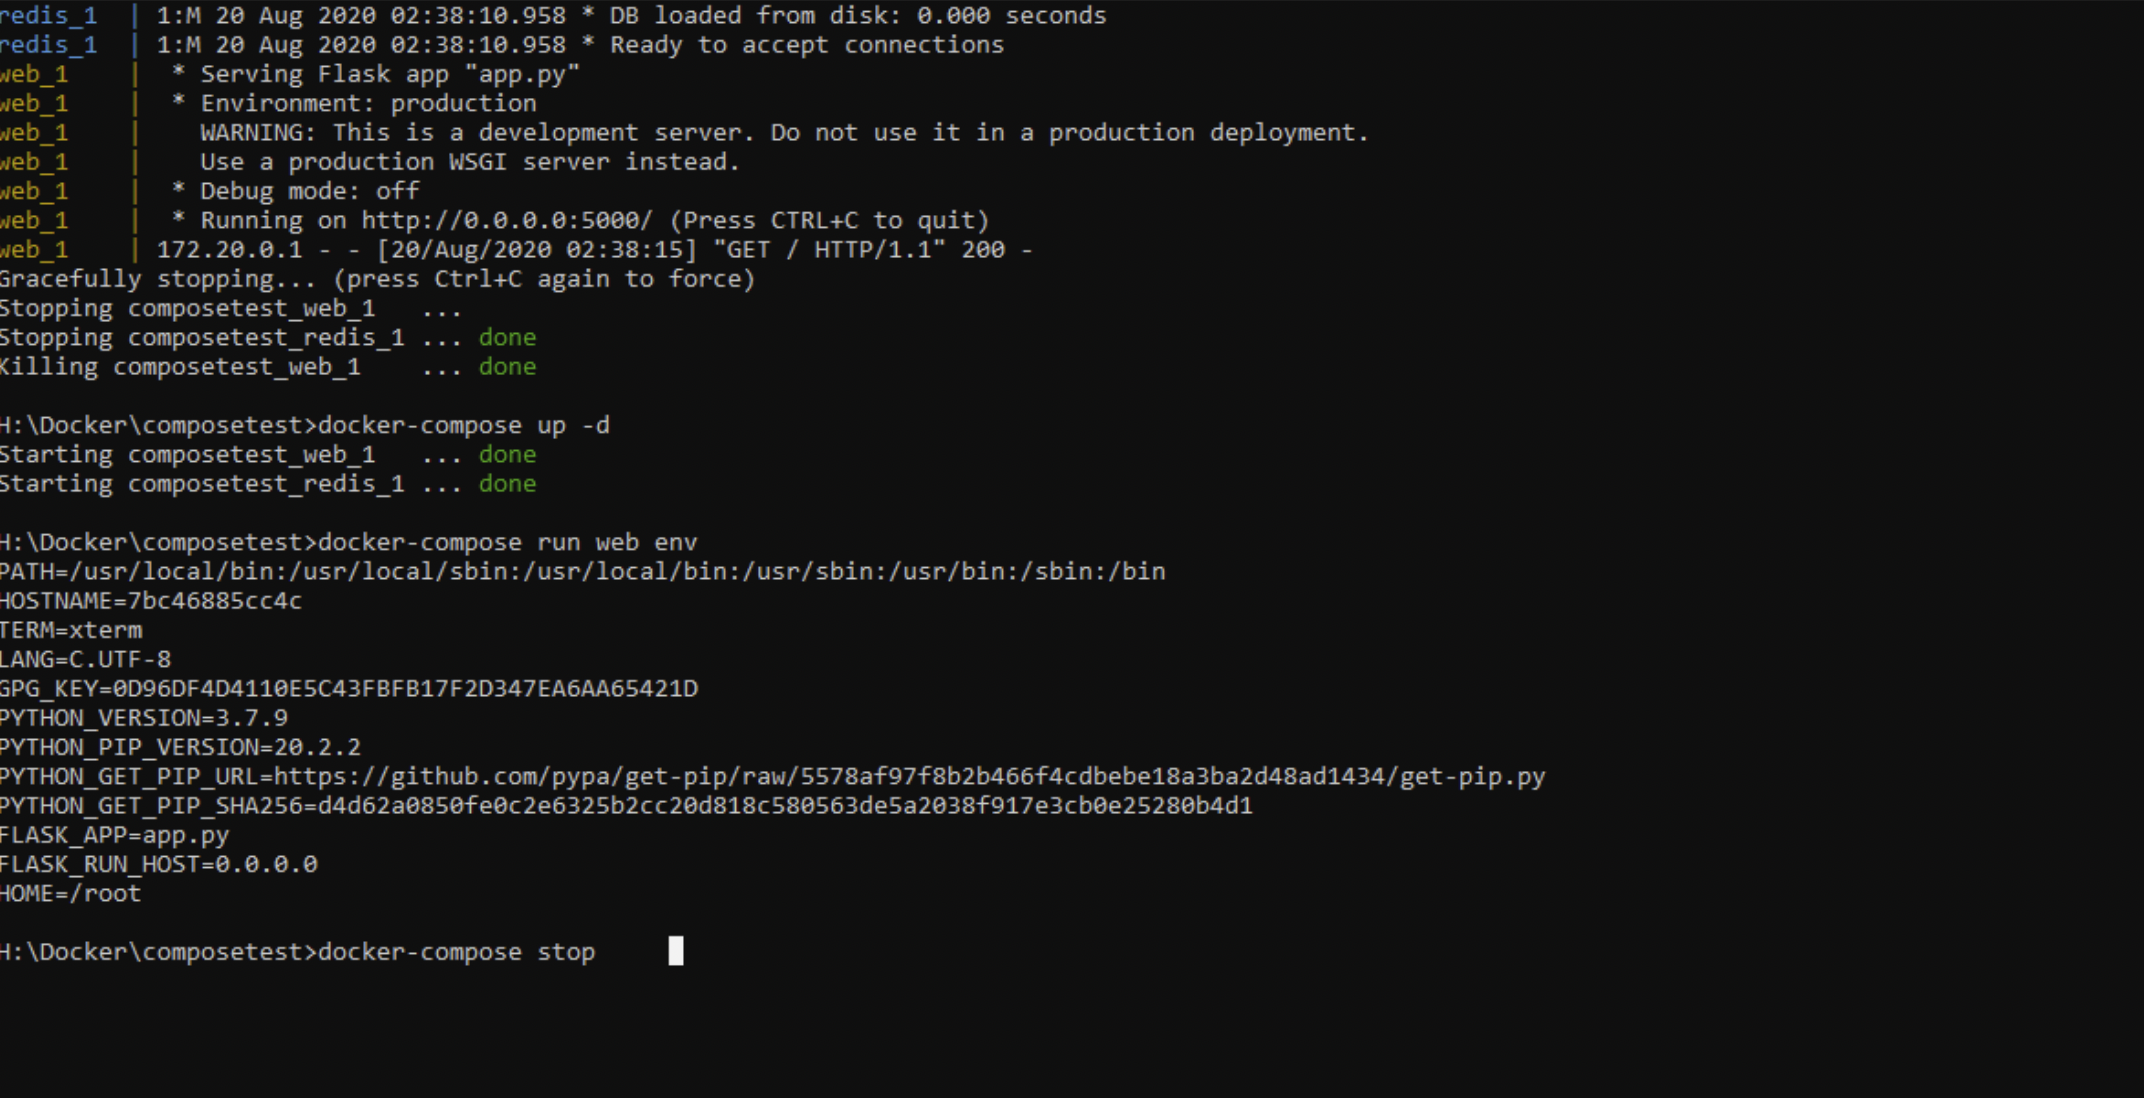 redis_1  | 1:M 20 Aug 2020 02:38:10.958 * DB loaded from disk: 0.000 seconds
redis_1  | 1:M 20 Aug 2020 02:38:10.958 * Ready to accept connections
web_1    |  * Serving Flask app "app.py"
web_1    |  * Environment: production
web_1    |    WARNING: This is a development server. Do not use it in a production deployment.
web_1    |    Use a production WSGI server instead.
web_1    |  * Debug mode: off
web_1    |  * Running on http://0.0.0.0:5000/ (Press CTRL+C to quit)
web_1    | 172.20.0.1 - - [20/Aug/2020 02:38:15] "GET / HTTP/1.1" 200 -
Gracefully stopping... (press Ctrl+C again to force)
Stopping composetest_web_1   ...
Stopping composetest_redis_1 ... done
Killing composetest_web_1    ... done
H:\Docker\composetest>docker-compose up -d
Starting composetest_web_1   ... done
Starting composetest_redis_1 ... done
H:\Docker\composetest>docker-compose run web env
PATH=/usr/local/bin:/usr/local/sbin:/usr/local/bin:/usr/sbin:/usr/bin:/sbin:/bin
HOSTNAME=7bc46885cc4c
TERM=xterm
LANG=C.UTF-8
GPG_KEY=0D96DF4D4110E5C43FBFB17F2D347EA6AA65421D
PYTHON_VERSION=3.7.9
PYTHON_PIP_VERSION=20.2.2
PYTHON_GET_PIP_URL=https://github.com/pypa/get-pip/raw/5578af97f8b2b466f4cdbebe18a3ba2d48ad1434/get-pip.py
PYTHON_GET_PIP_SHA256=d4d62a0850fe0c2e6325b2cc20d818c580563de5a2038f917e3cb0e25280b4d1
FLASK_APP=app.py
FLASK_RUN_HOST=0.0.0.0
HOME=/root
H:\Docker\composetest>docker-compose stop